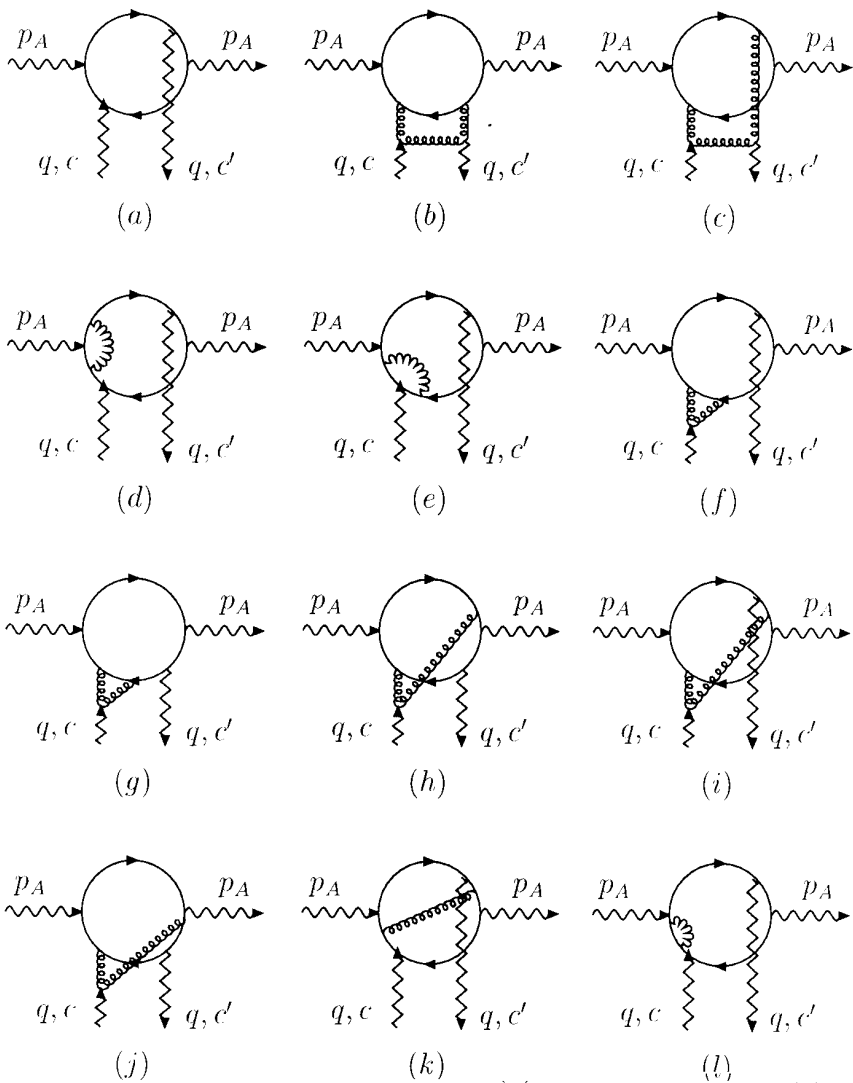 p_A p_A p_A p_A p_A p_A
q, c q, c′ q, c q, c′ q, c q, c′
(a) (b) (c)
p_A p_A p_A p_A p_A p_A
q, c q, c′ q, c q, c′ q, c q, c′
(d) (e) (f)
p_A p_A p_A p_A p_A p_A
q, c q, c′ q, c q, c′ q, c q, c′
(g) (h) (i)
p_A p_A p_A p_A p_A p_A
q, c q, c′ q, c q, c′ q, c q, c′
(j) (k) (l)